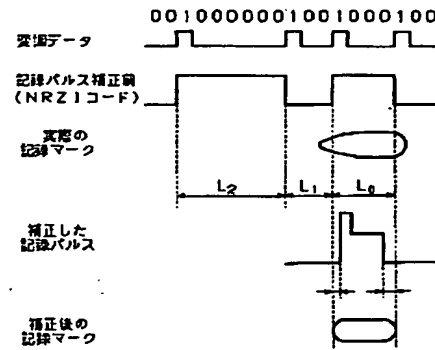 0010000001001000100
変調データ
記録パルス補正前
(NRZIコード)
実際の
記録マーク
L2 L1 L0
補正した
記録パルス
補正後の
記録マーク